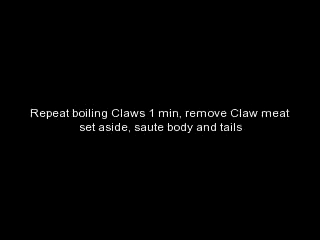 Repeat boiling Claws 1 min, remove Claw meat
set aside, saute body and tails